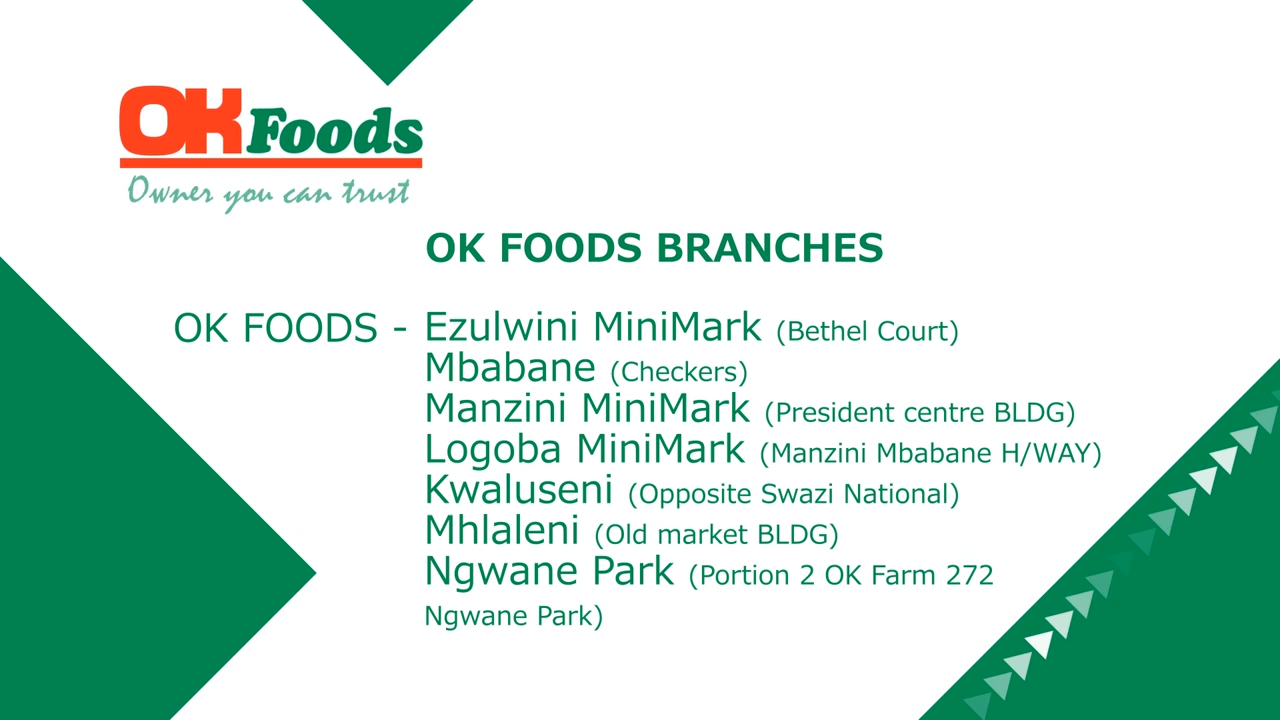 OK Foods
Owner you can trust
OK FOODS BRANCHES
OK FOODS - Ezulwini MiniMark (Bethel Court)
Mbabane (Checkers)
Manzini MiniMark (President centre BLDG)
Logoba MiniMark (Manzini Mbabane H/WAY)
Kwaluseni (Opposite Swazi National)
Mhlaleni (Old market BLDG)
Ngwane Park (Portion 2 OK Farm 272
Ngwane Park)